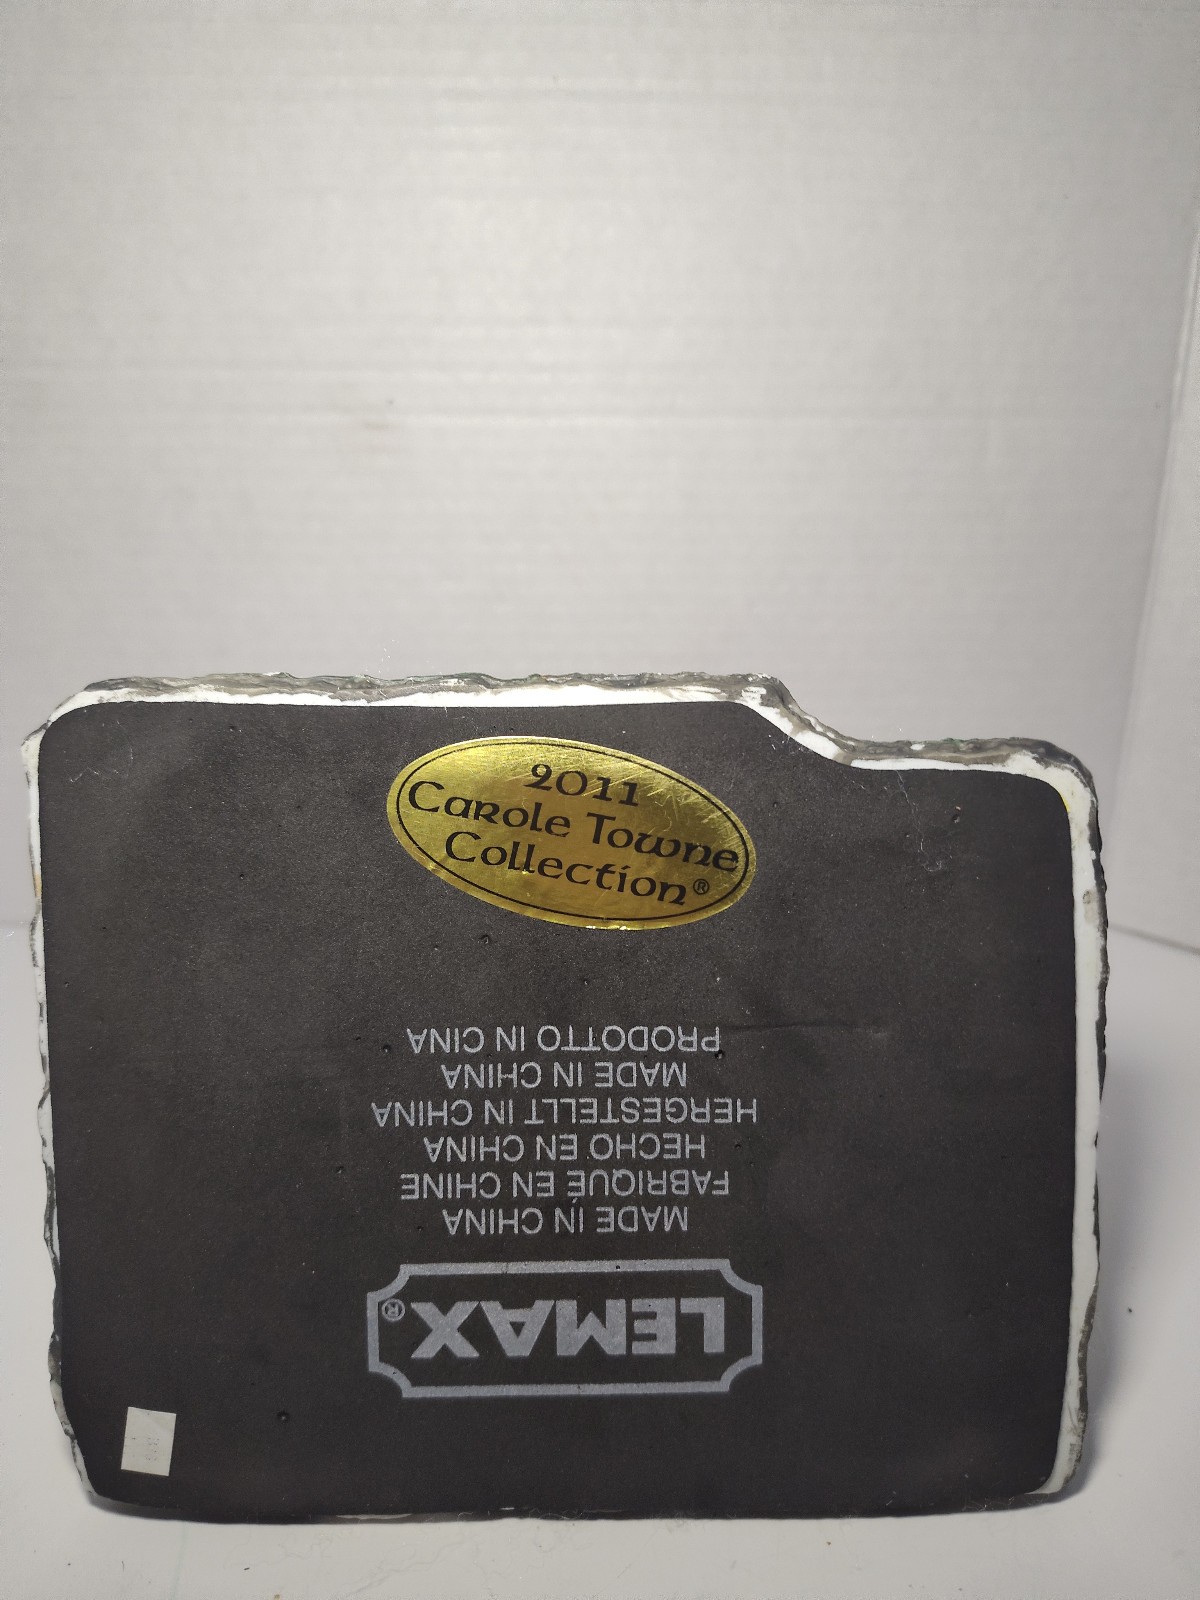 2011
Carole Towne
Collection®
LEMAX®
MADE IN CHINA
FABRIQUÉ EN CHINE
HECHO EN CHINA
HERGESTELLT IN CHINA
MADE IN CHINA
PRODOTTO IN CINA